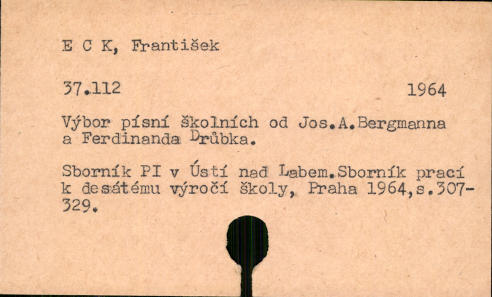 E C K, František
37.112 1964
Výbor písní školních od Jos.A.Bergmanna
a Ferdinanda Drůbka.
Sborník PI v Ústí nad Labem.Sborník prací
k desátému výročí školy, Praha 1964,s.307-
329.